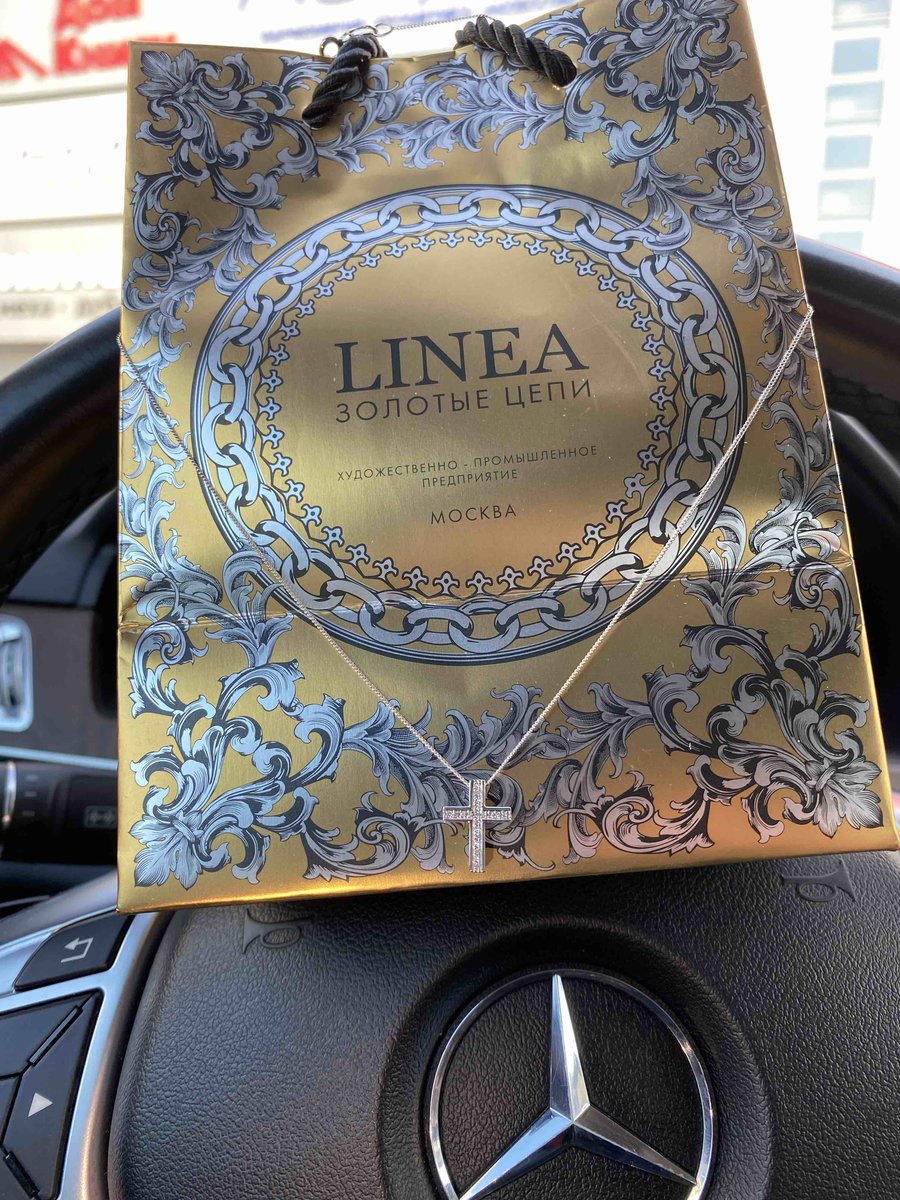 LINEA
ЗОЛОТЫЕ ЦЕПИ
ХУДОЖЕСТВЕННО - ПРОМЫШЛЕННОЕ
ПРЕДПРИЯТИЕ
МОСКВА